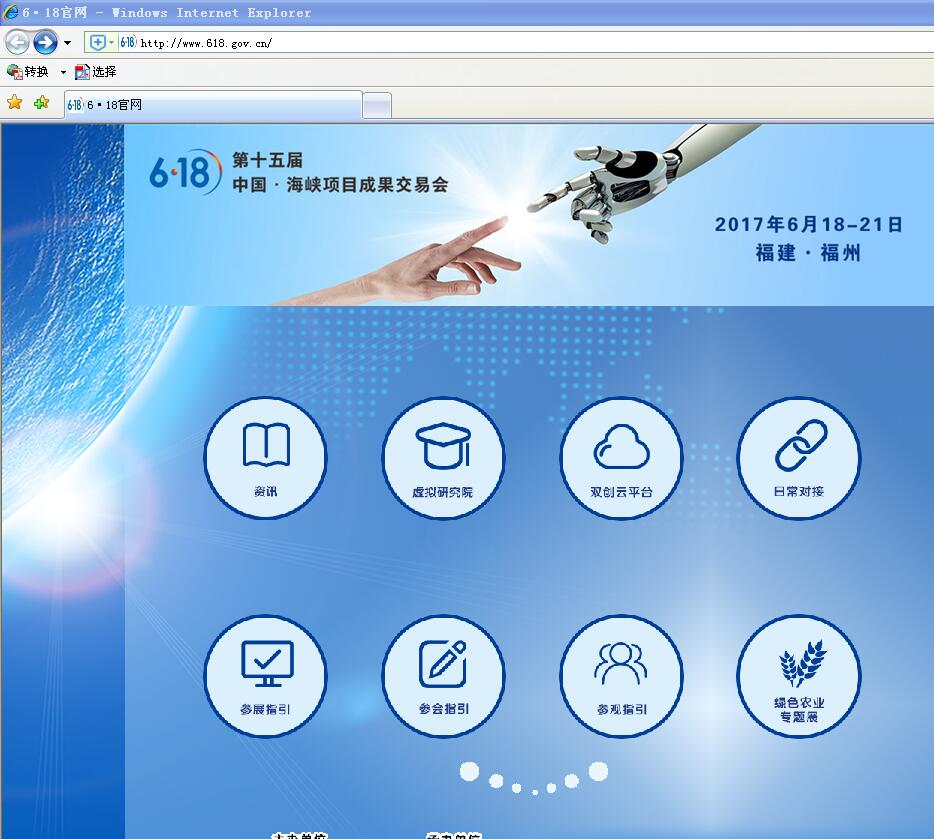 6·18官网 - Windows Internet Explorer
6·18 http://www.618.gov.cn/
转换 选择
6·18 6·18官网
6·18 第十五届
中国·海峡项目成果交易会
2017年6月18-21日
福建·福州
资讯
虚拟研究院
双创云平台
日常对接
参展指引
参会指引
参观指引
绿色农业
专题展